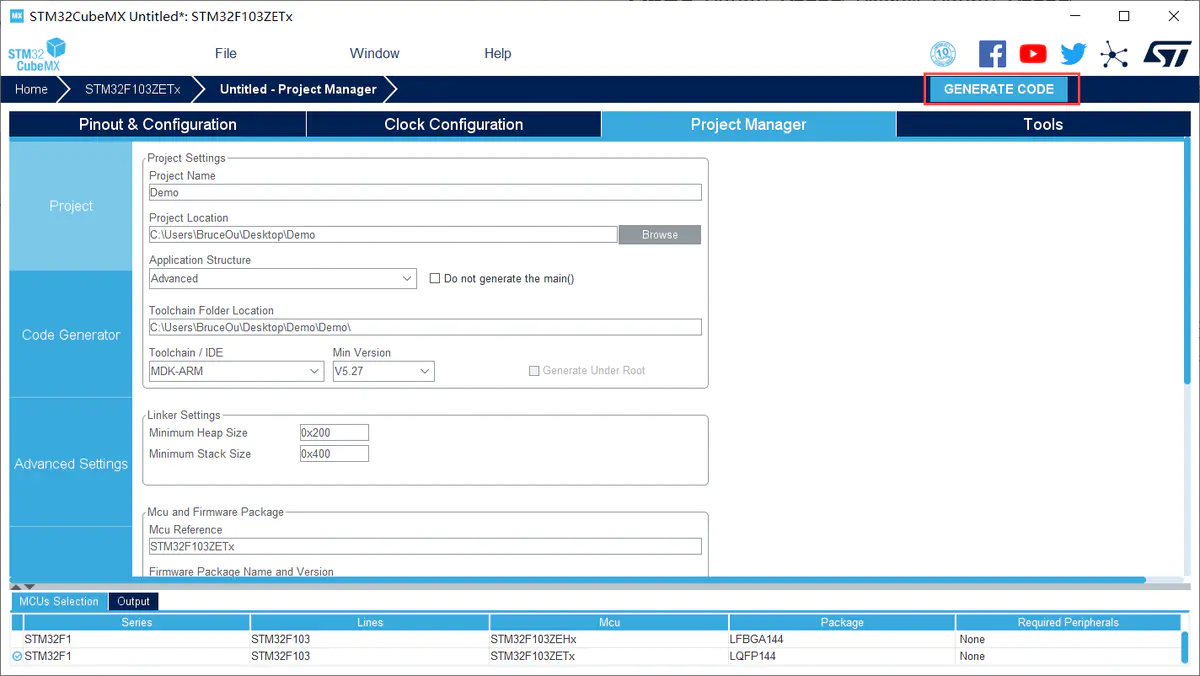 MX STM32CubeMX Untitled*: STM32F103ZETx
STM32 CubeMX
File Window Help
10
ST
Home STM32F103ZETx Untitled - Project Manager GENERATE CODE
Pinout & Configuration Clock Configuration Project Manager Tools
Project
Code Generator
Advanced Settings
Project Settings
Project Name
Demo
Project Location
C:\Users\BruceOu\Desktop\Demo Browse
Application Structure
Advanced Do not generate the main()
Toolchain Folder Location
C:\Users\BruceOu\Desktop\Demo\Demo\
Toolchain / IDE Min Version
MDK-ARM V5.27 Generate Under Root
Linker Settings
Minimum Heap Size 0x200
Minimum Stack Size 0x400
Mcu and Firmware Package
Mcu Reference
STM32F103ZETx
Firmware Package Name and Version
MCUs Selection Output
Series Lines Mcu Package Required Peripherals
STM32F1 STM32F103 STM32F103ZEHx LFBGA144 None
STM32F1 STM32F103 STM32F103ZETx LQFP144 None